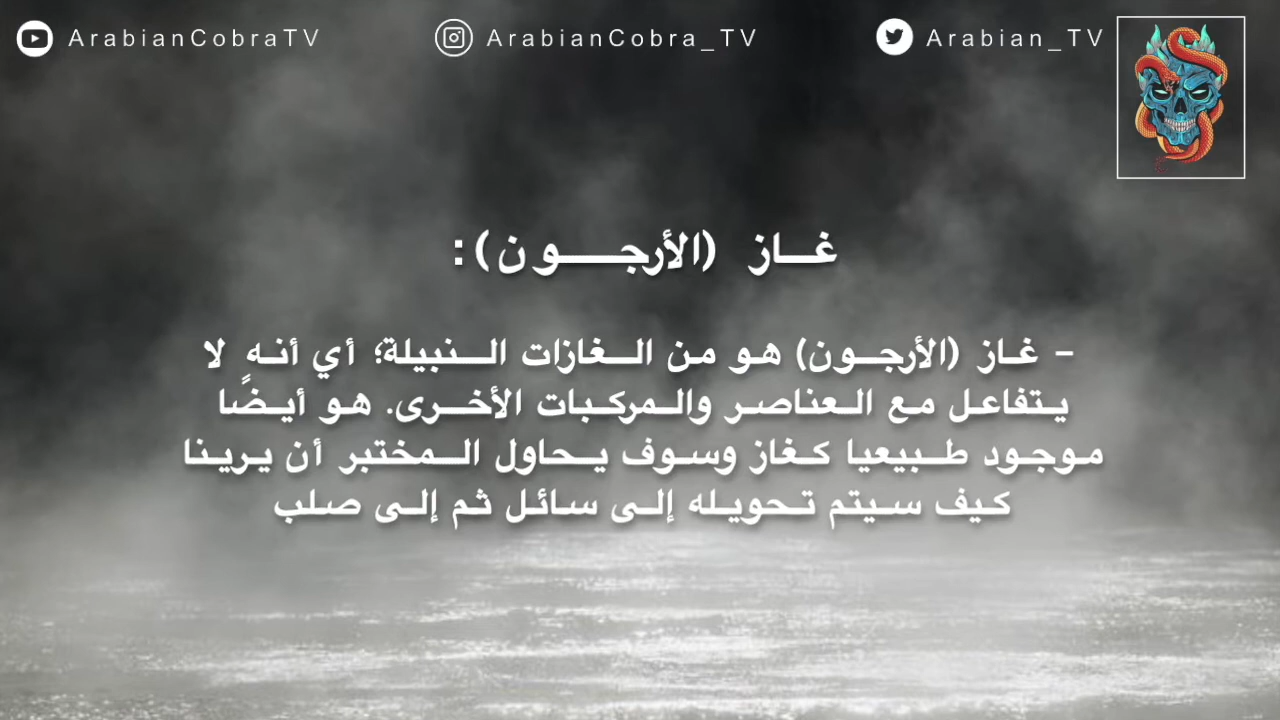 ArabianCobraTV
ArabianCobra_TV
Arabian_TV
غاز (الأرجون):
- غاز (الأرجون) هو من الغازات النبيلة؛ أي أنه لا
يتفاعل مع العناصر والمركبات الأخرى. هو أيضًا
موجود طبيعيا كغاز وسوف يحاول المختبر أن يرينا
كيف سيتم تحويله إلى سائل ثم إلى صلب